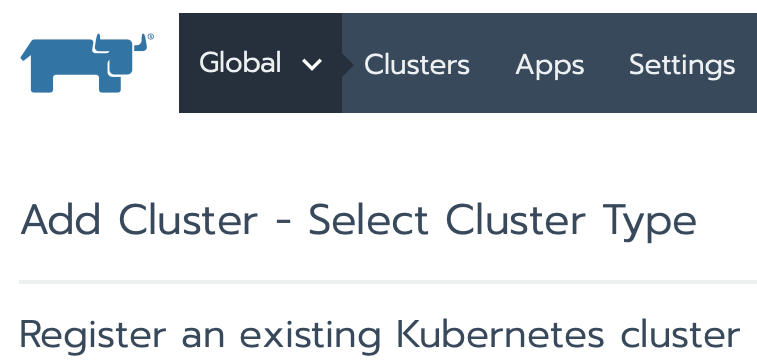 Global Clusters Apps Settings
Add Cluster - Select Cluster Type
Register an existing Kubernetes cluster